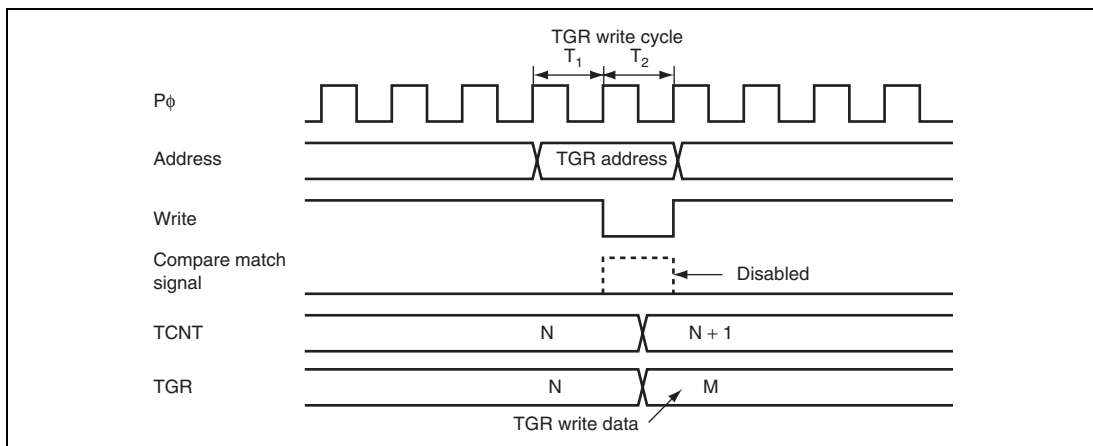 TGR write cycle
T1 T2
Pϕ
Address TGR address
Write
Compare match
signal
Disabled
TCNT N N + 1
TGR N M
TGR write data